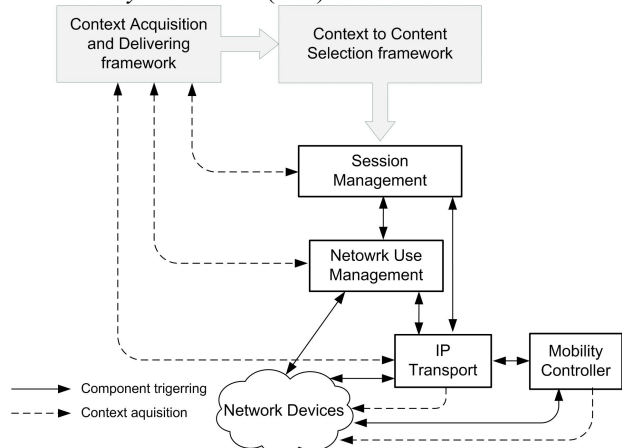 Context Acquisition
and Delivering
framework
Context to Content
Selection framework
Session
Management
Netowrk Use
Management
IP
Transport
Mobility
Controller
Network Devices
Component trigerring
Context aquisition